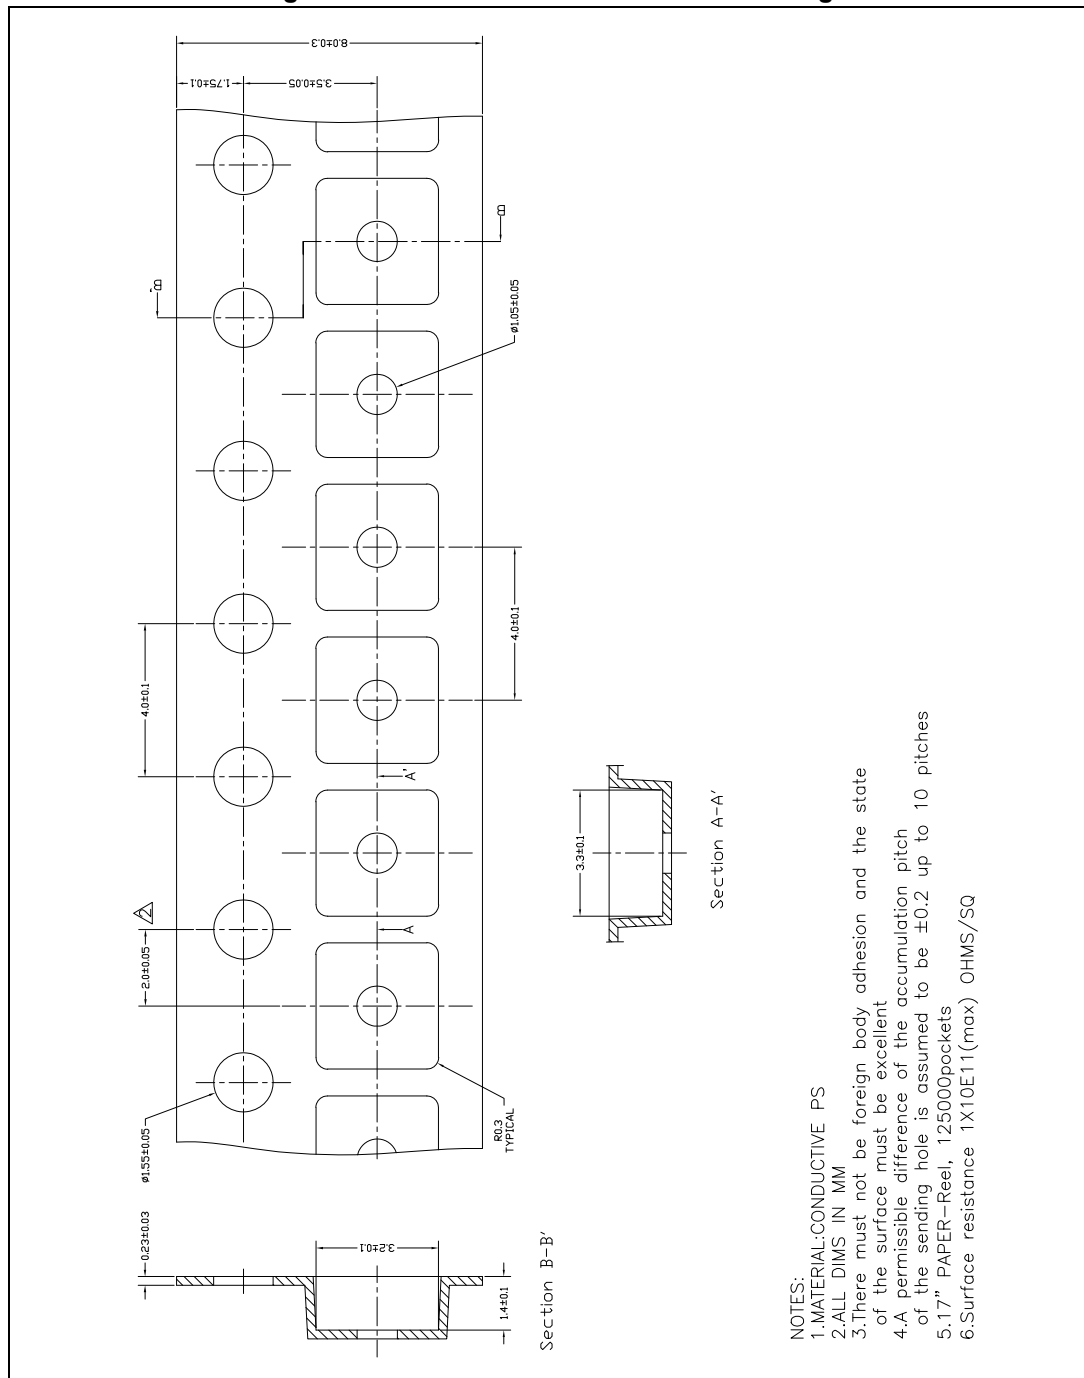 8.0±0.3
1.75±0.1
3.5±0.05
B
B'
ø1.05±0.05
4.0±0.1
4.0±0.1
A'
A
2
2.0±0.05
3.3±0.1
Section A-A'
ø1.55±0.05
R0.3
TYPICAL
0.23±0.03
3.2±0.1
1.4±0.1
Section B-B'
NOTES:
1.MATERIAL:CONDUCTIVE PS
2.ALL DIMS IN MM
3.There must not be foreign body adhesion and the state
of the surface must be excellent
4.A permissible difference of the accumulation pitch
of the sending hole is assumed to be ±0.2 up to 10 pitches
5.17" PAPER-Reel, 125000pockets
6.Surface resistance 1X10E11(max) OHMS/SQ